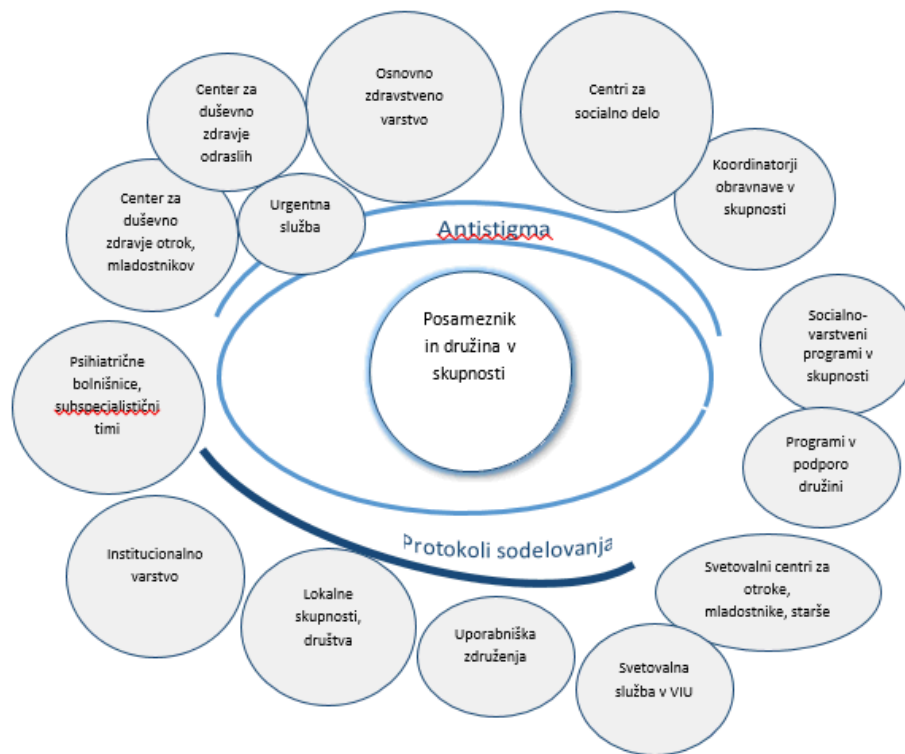 Osnovno
zdravstveno
varstvo
Centri za
socialno delo
Center za
duševno
zdravje
odraslih
Koordinatorji
obravnave v
skupnosti
Center za
duševno
zdravje otrok,
mladostnikov
Urgentna
služba
Antistigma
Posameznik
in družina v
skupnosti
Socialno-
varstveni
programi v
skupnosti
Psihiatrične
bolnišnice,
subspecialistični
timi
Programi v
podporo
družini
Protokoli sodelovanja
Institucionalno
varstvo
Svetovalni centri za
otroke,
mladostnike, starše
Lokalne
skupnosti,
društva
Uporabniška
združenja
Svetovalna
služba v VIU